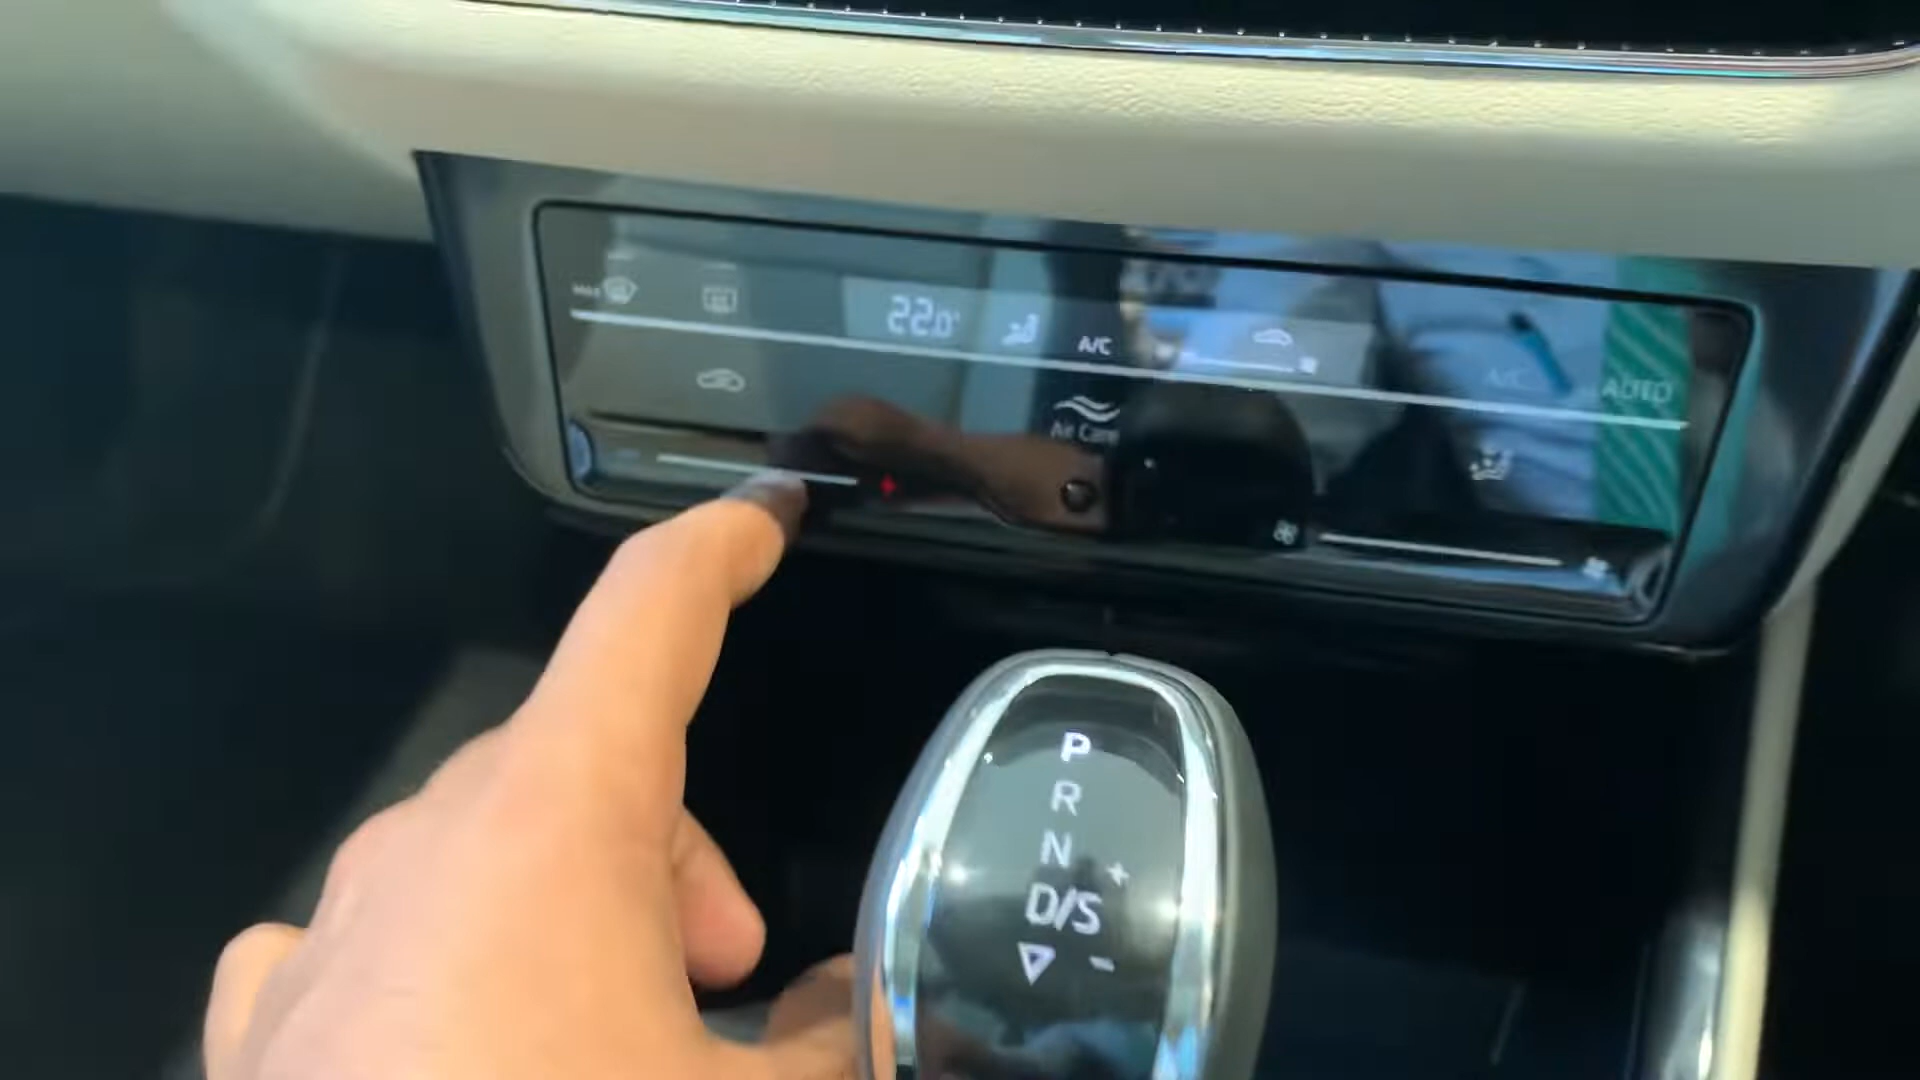 MAX
22.0°
A/C
A/C
AUTO
Air Care
P
R
N
+
D/S
-